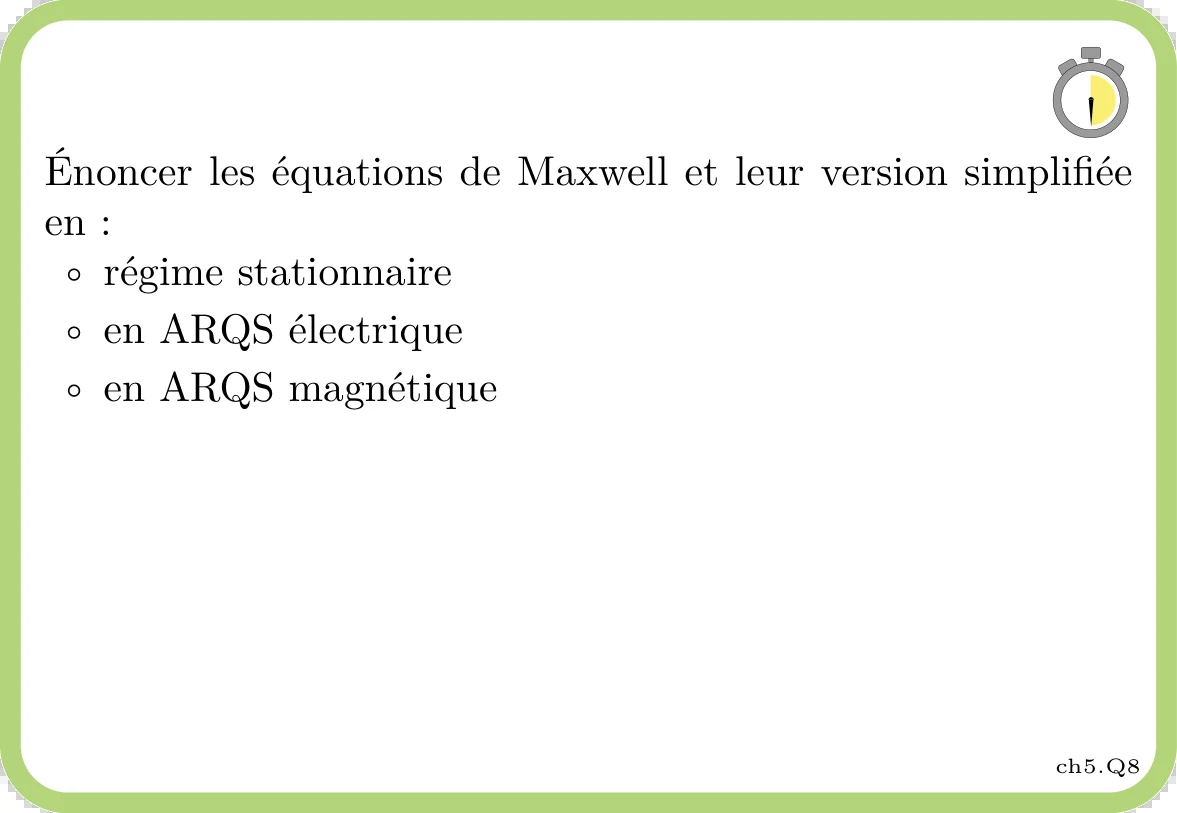 Énoncer les équations de Maxwell et leur version simplifiée
en :
◦ régime stationnaire
◦ en ARQS électrique
◦ en ARQS magnétique
ch5.Q8